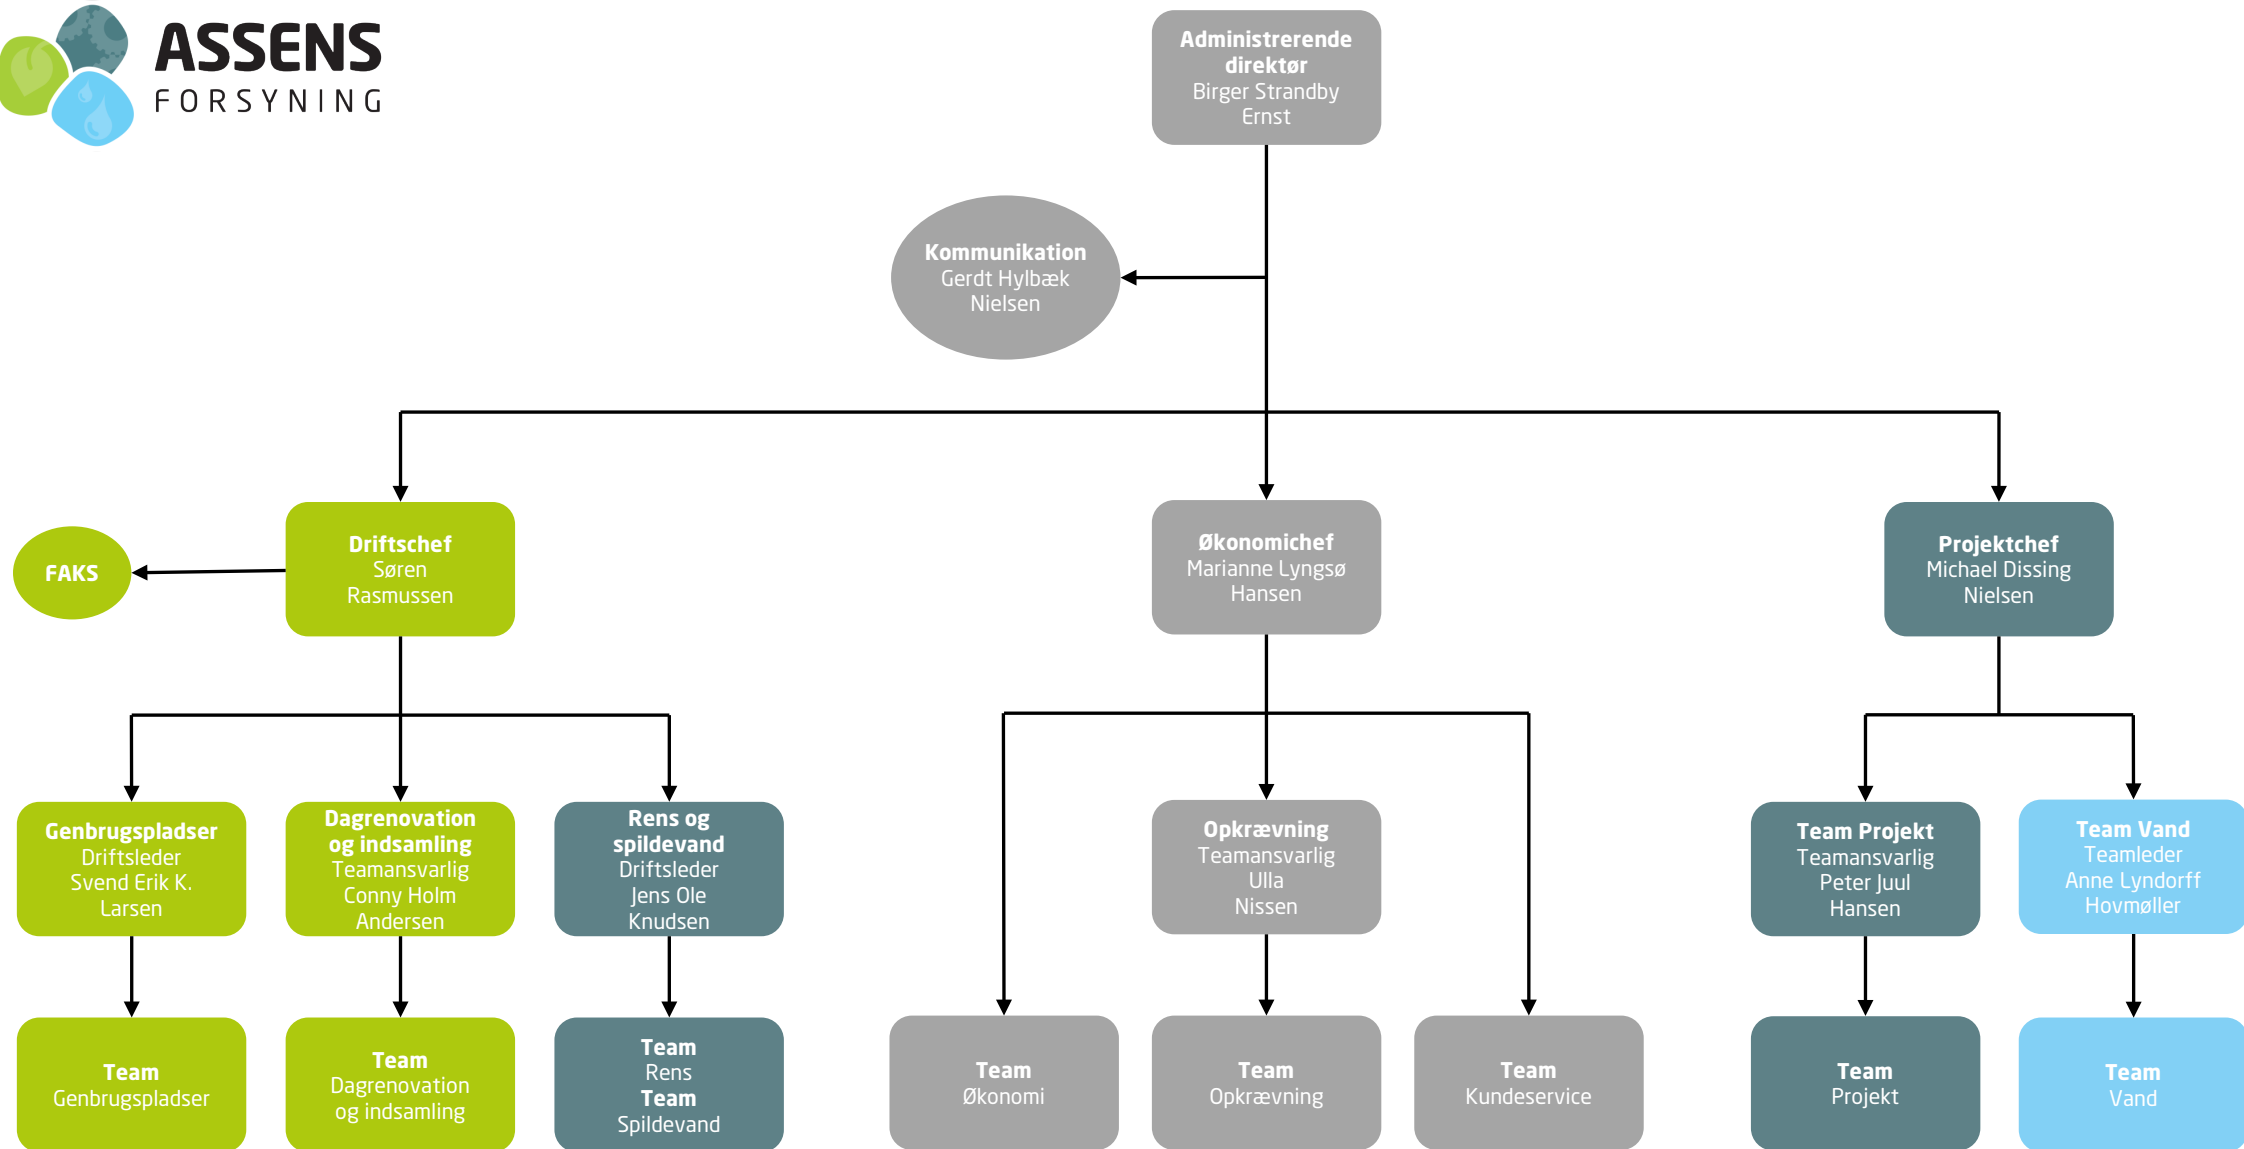 ASSENS
FORSYNING
Administrerende
direktør
Birger Strandby
Ernst
Kommunikation
Gerdt Hylbæk
Nielsen
FAKS
Driftschef
Søren
Rasmussen
Økonomichef
Marianne Lyngsø
Hansen
Projektchef
Michael Dissing
Nielsen
Genbrugspladser
Driftsleder
Svend Erik K.
Larsen
Dagrenovation
og indsamling
Teamansvarlig
Conny Holm
Andersen
Rens og
spildevand
Driftsleder
Jens Ole
Knudsen
Opkrævning
Teamansvarlig
Ulla
Nissen
Team Projekt
Teamansvarlig
Peter Juul
Hansen
Team Vand
Teamleder
Anne Lyndorff
Hovmøller
Team
Genbrugspladser
Team
Dagrenovation
og indsamling
Team
Rens
Team
Spildevand
Team
Økonomi
Team
Opkrævning
Team
Kundeservice
Team
Projekt
Team
Vand